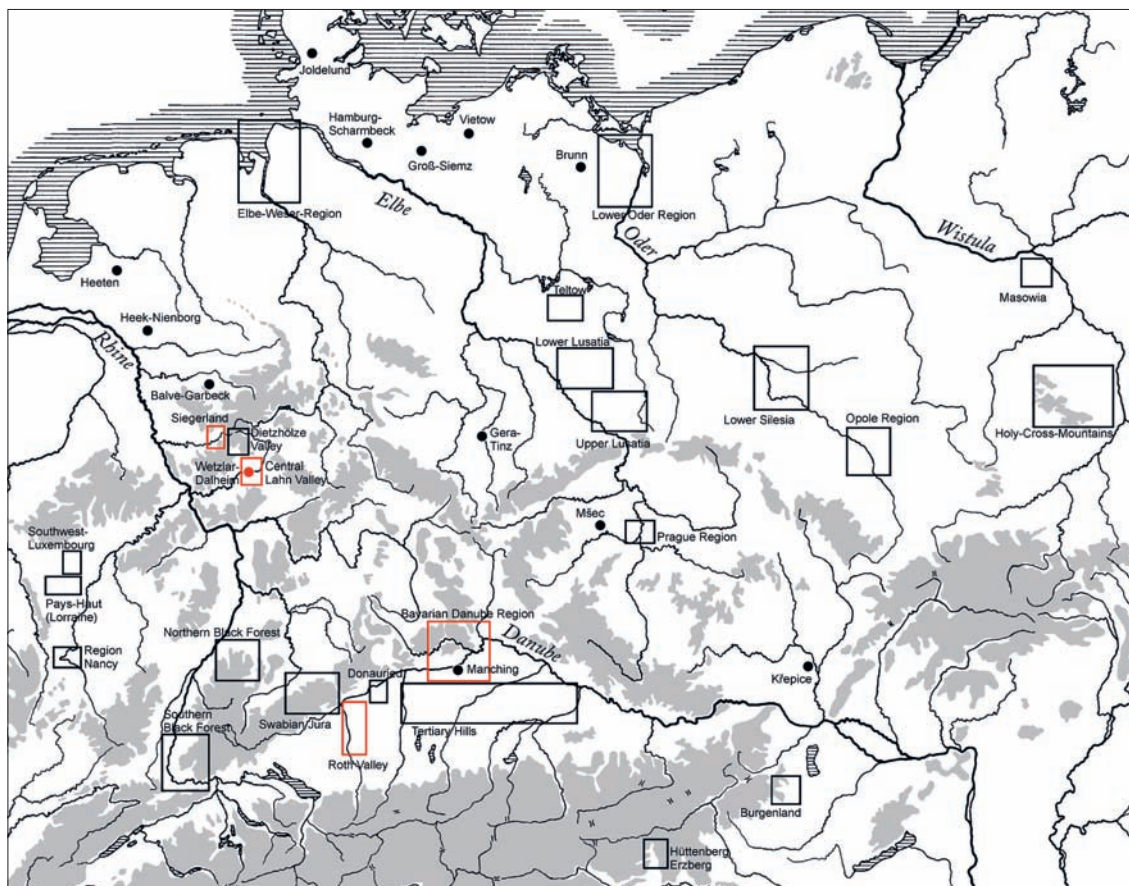 Joldelund
Hamburg-
Scharmbeck
Vietow
Groß-Siemz
Brunn
Elbe-Weser-Region
Elbe
Lower Oder Region
Oder
Wistula
Masowia
Heeten
Teltow
Heek-Nienborg
Rhine
Lower Lusatia
Balve-Garbeck
Siegerland
Dietzhölze
Valley
Gera-
Tinz
Upper Lusatia
Lower Silesia
Opole Region
Holy-Cross-Mountains
Wetzlar-
Dalheim
Central
Lahn Valley
Mšec
Prague Region
Southwest-
Luxembourg
Pays-Haut
(Lorraine)
Bavarian Danube Region
Danube
Northern Black Forest
Region
Nancy
Manching
Křepice
Donauried
Southern
Black Forest
Swabian Jura
Tertiary Hills
Roth Valley
Burgenland
Hüttenberg
Erzberg